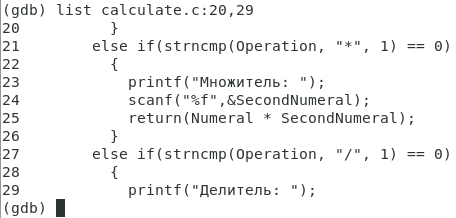 (gdb) list calculate.c:20,29
20          }
21        else if(strncmp(Operation, "*", 1) == 0)
22          {
23            printf("Множитель: ");
24            scanf("%f",&SecondNumeral);
25            return(Numeral * SecondNumeral);
26          }
27        else if(strncmp(Operation, "/", 1) == 0)
28          {
29            printf("Делитель: ");
(gdb)